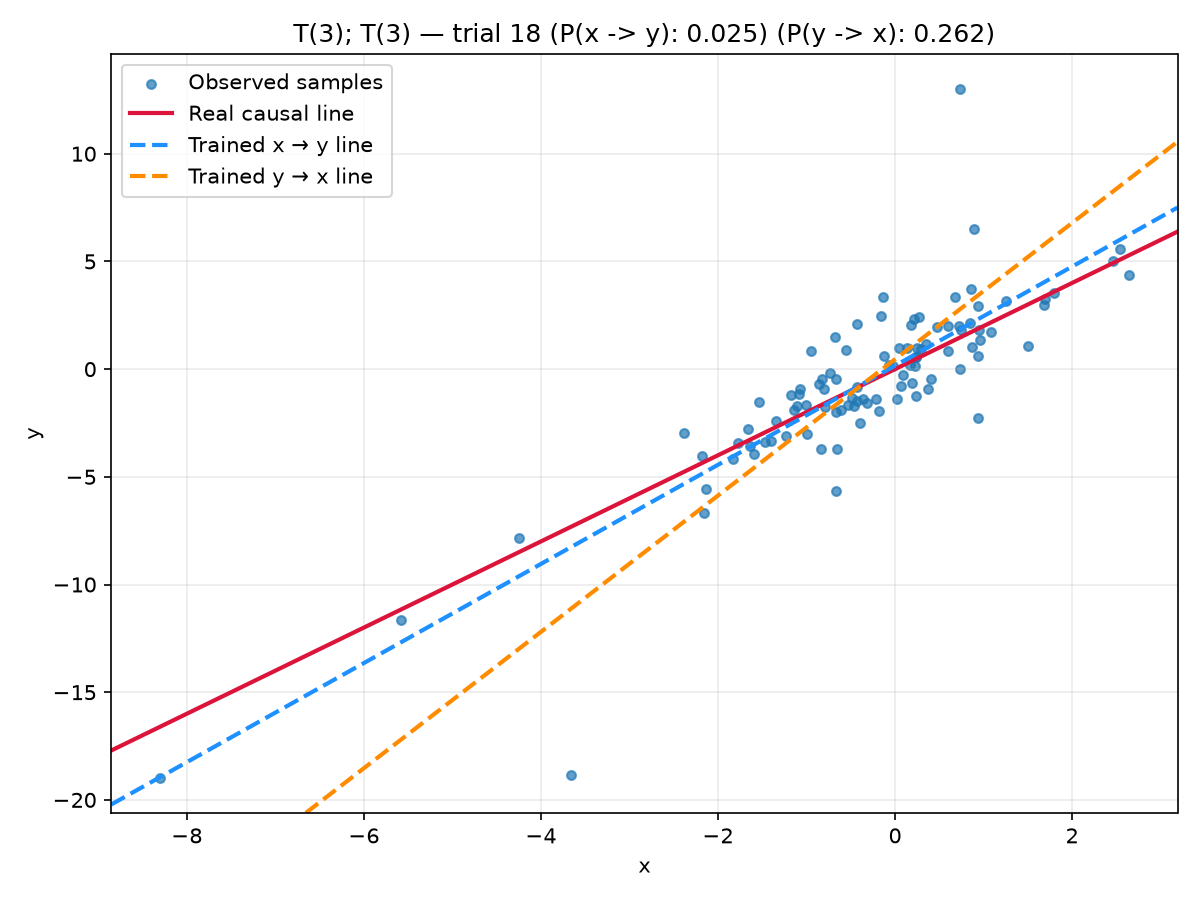 T(3); T(3) — trial 18 (P(x -> y): 0.025) (P(y -> x): 0.262)
Observed samples
Real causal line
Trained x → y line
Trained y → x line
10
5
0
−5
−10
−15
−20
y
−8
−6
−4
−2
0
2
x